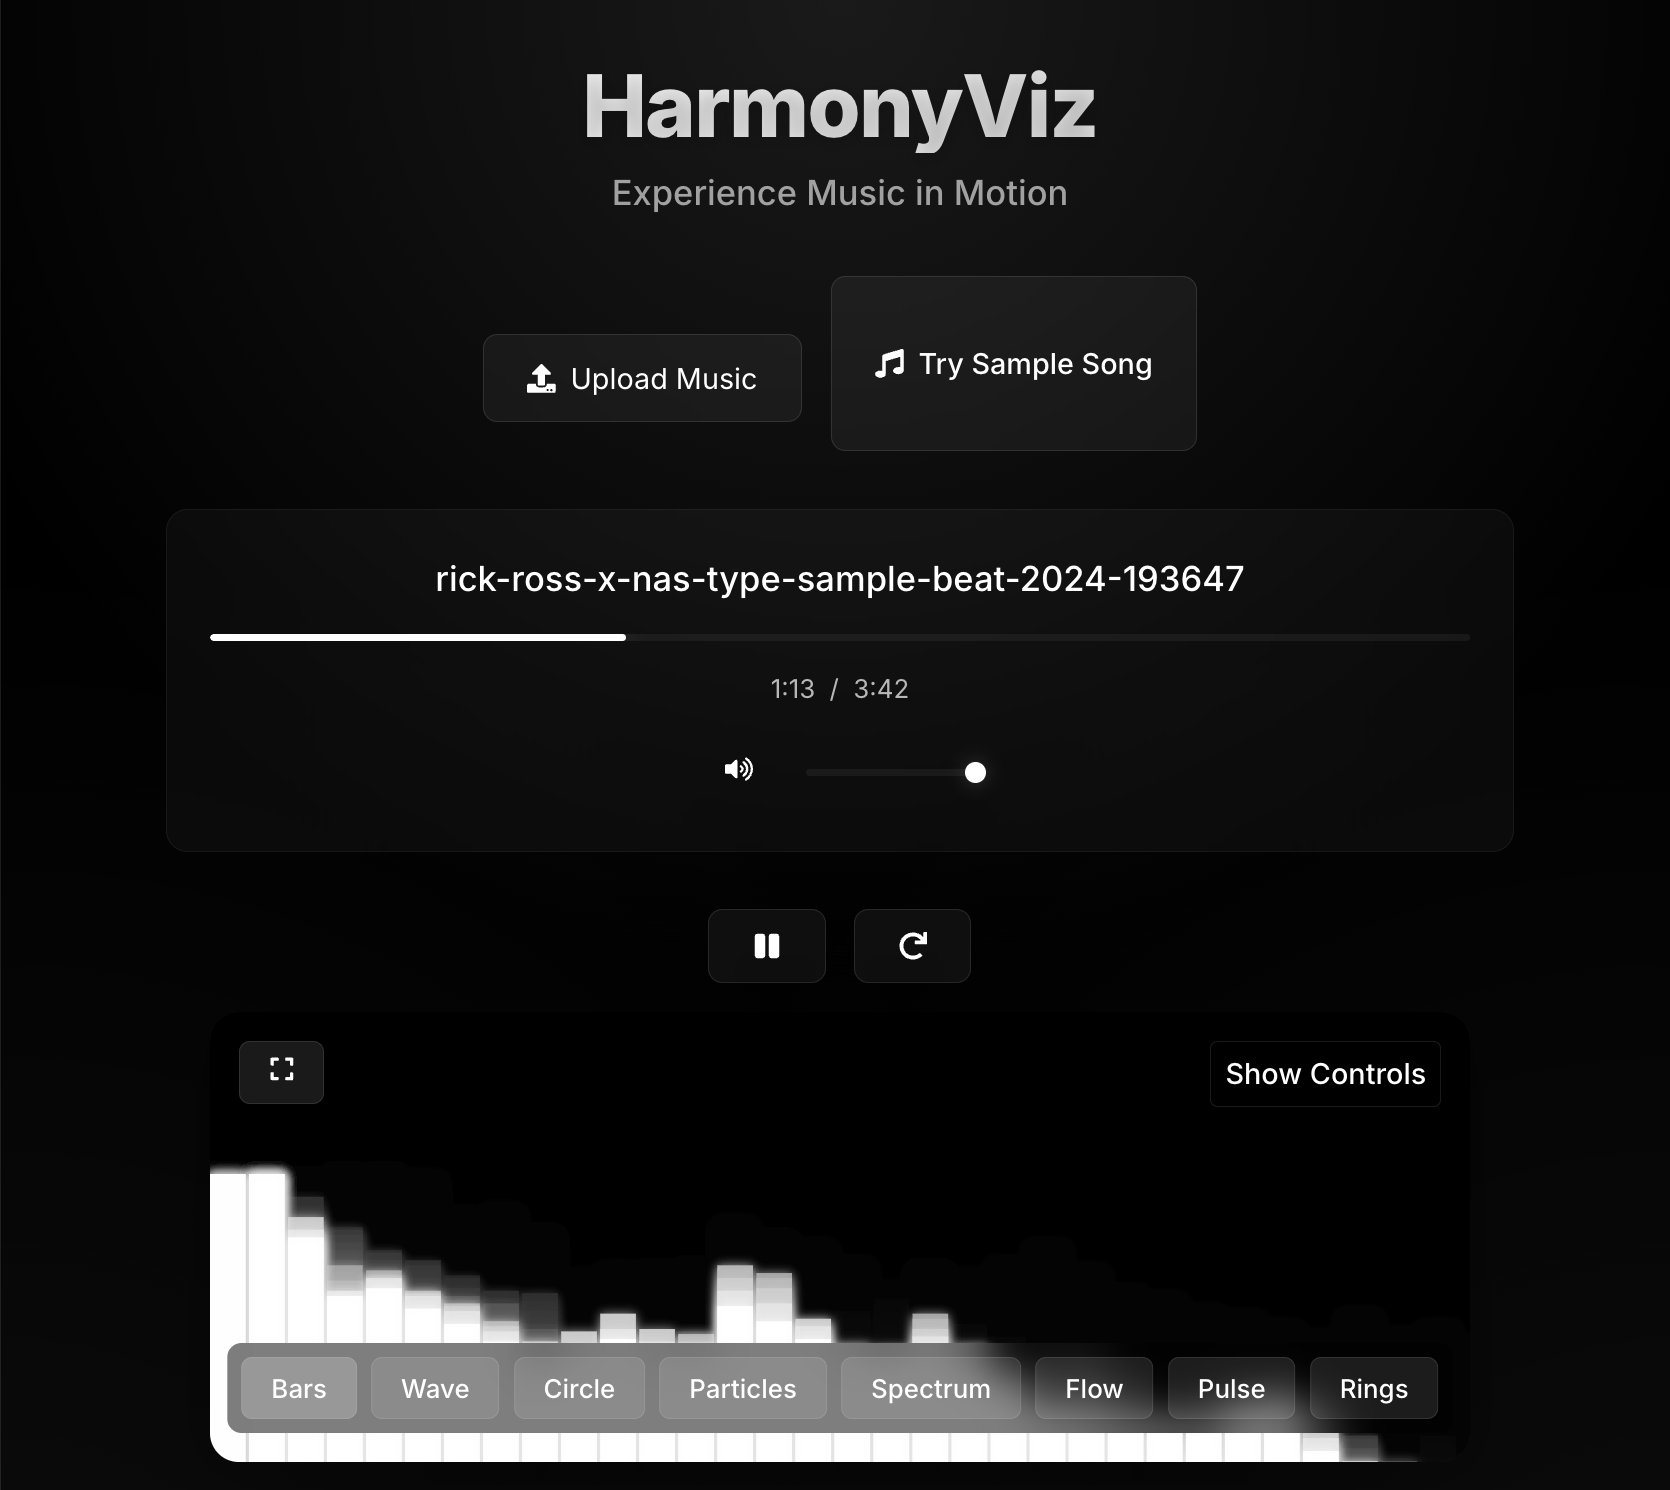 HarmonyViz
Experience Music in Motion
Upload Music
Try Sample Song
rick-ross-x-nas-type-sample-beat-2024-193647
1:13 / 3:42
Show Controls
Bars Wave Circle Particles Spectrum Flow Pulse Rings